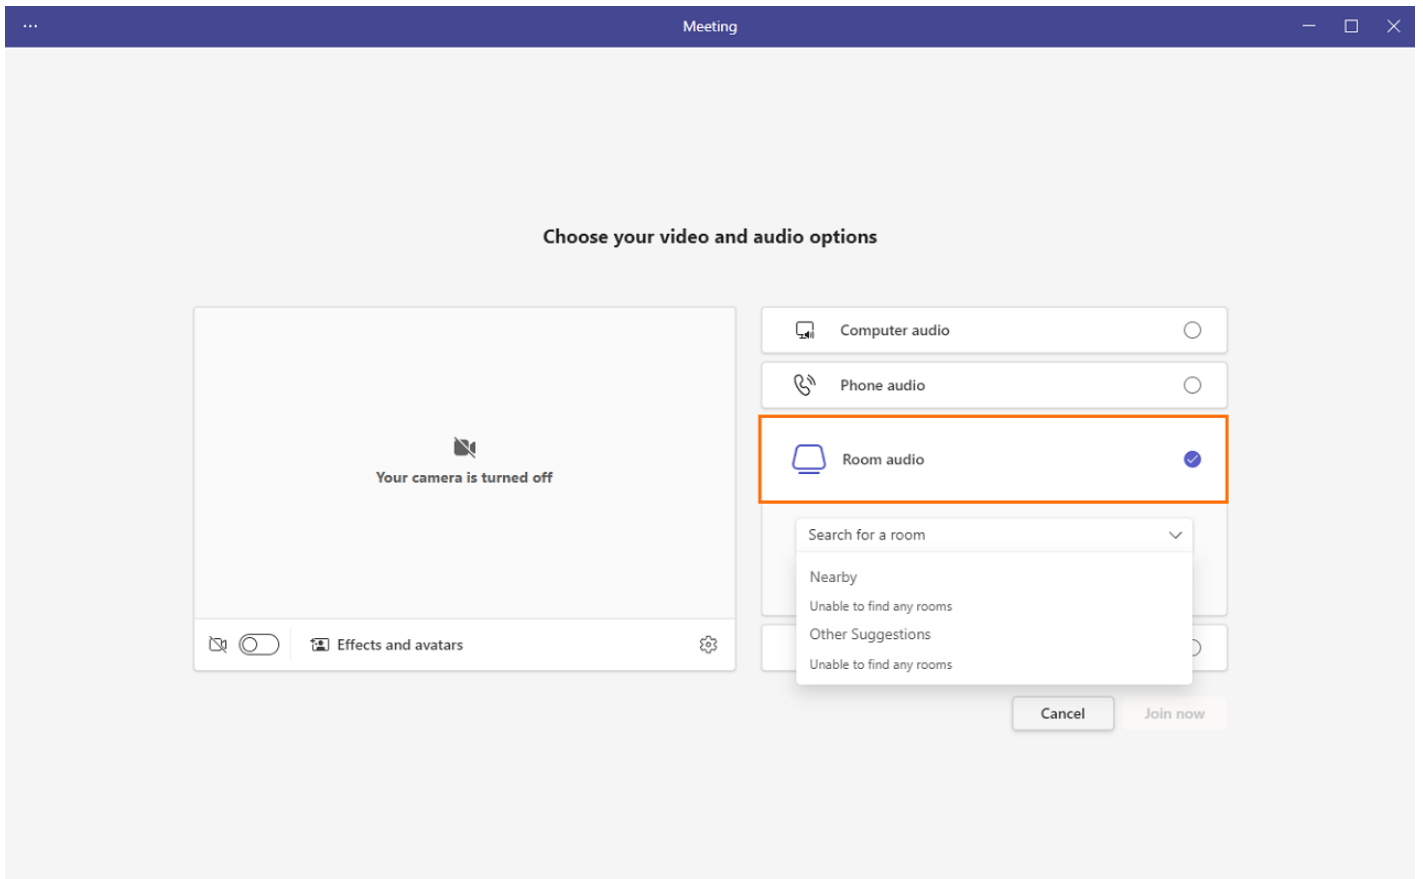 Meeting
Choose your video and audio options
Your camera is turned off
Effects and avatars
Computer audio
Phone audio
Room audio
Search for a room
Nearby
Unable to find any rooms
Other Suggestions
Unable to find any rooms
Cancel
Join now